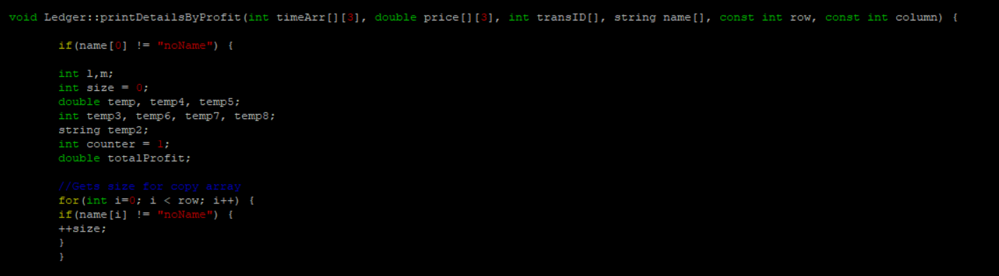 void Ledger::printDetailsByProfit(int timeArr[][3], double price[][3], int transID[], string name[], const int row, const int column) {
if(name[0] != "noName") {
int l,m;
int size = 0;
double temp, temp4, temp5;
int temp3, temp6, temp7, temp8;
string temp2;
int counter = 1;
double totalProfit;
//Gets size for copy array
for(int i=0; i < row; i++) {
if(name[i] != "noName") {
++size;
}
}